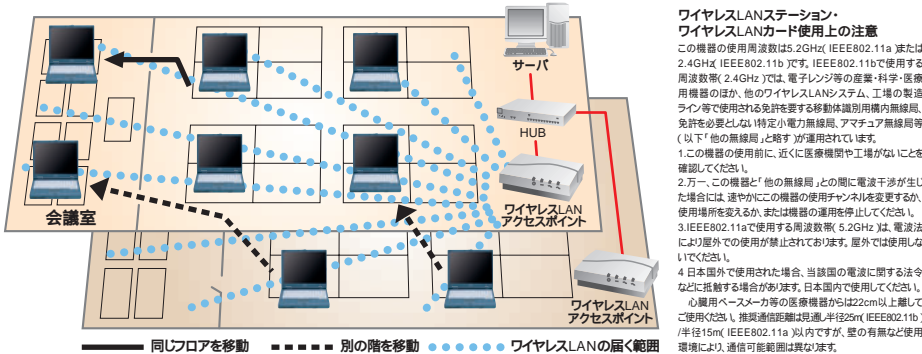 サーバ
HUB
ワイヤレスLAN
アクセスポイント
会議室
ワイヤレスLAN
アクセスポイント
同じフロアを移動
別の階を移動
ワイヤレスLANの届く範囲
ワイヤレスLANステーション・
ワイヤレスLANカード使用上の注意
この機器の使用周波数は5.2GHz( IEEE802.11a )または
2.4GHz( IEEE802.11b )です。IEEE802.11bで使用する
周波数帯( 2.4GHz )では、電子レンジ等の産業・科学・医療
用機器のほか、他のワイヤレスLANシステム、工場の製造
ライン等で使用される免許を要する移動体識別用構内無線局、
免許を必要としない特定小電力無線局、アマチュア無線局等
(以下「他の無線局」と略す)が運用されています。
1.この機器の使用前に、近くに医療機関や工場がないことを
確認してください。
2.万一、この機器と「他の無線局」との間に電波干渉が生じ
た場合には、速やかにこの機器の使用チャンネルを変更するか、
使用場所を変えるか、または機器の運用を停止してください。
3.IEEE802.11aで使用する周波数帯( 5.2GHz )は、電波法
により屋外での使用が禁止されております。屋外では使用しな
いでください。
4 日本国外で使用された場合、当該国の電波に関する法令
などに抵触する場合があります。日本国内で使用してください。
心臓用ペースメーカ等の医療機器からは22cm以上離して
ご使用ください。推奨通信距離は見通し半径25m( IEEE802.11b )
/半径15m( IEEE802.11a )以内ですが、壁の有無など使用
環境により、通信可能範囲は異なります。